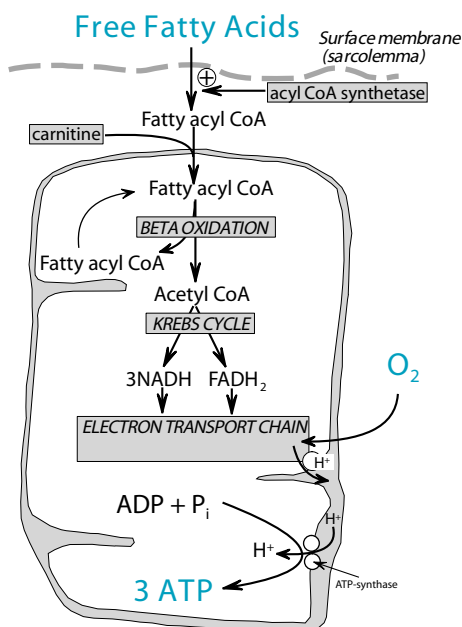 Free Fatty Acids
Surface membrane
(sarcolemma)
+
acyl CoA synthetase
Fatty acyl CoA
carnitine
Fatty acyl CoA
BETA OXIDATION
Fatty acyl CoA
Acetyl CoA
KREBS CYCLE
3NADH FADH₂
O₂
ELECTRON TRANSPORT CHAIN
H⁺
ADP + Pᵢ
H⁺
H⁺
ATP-synthase
3 ATP